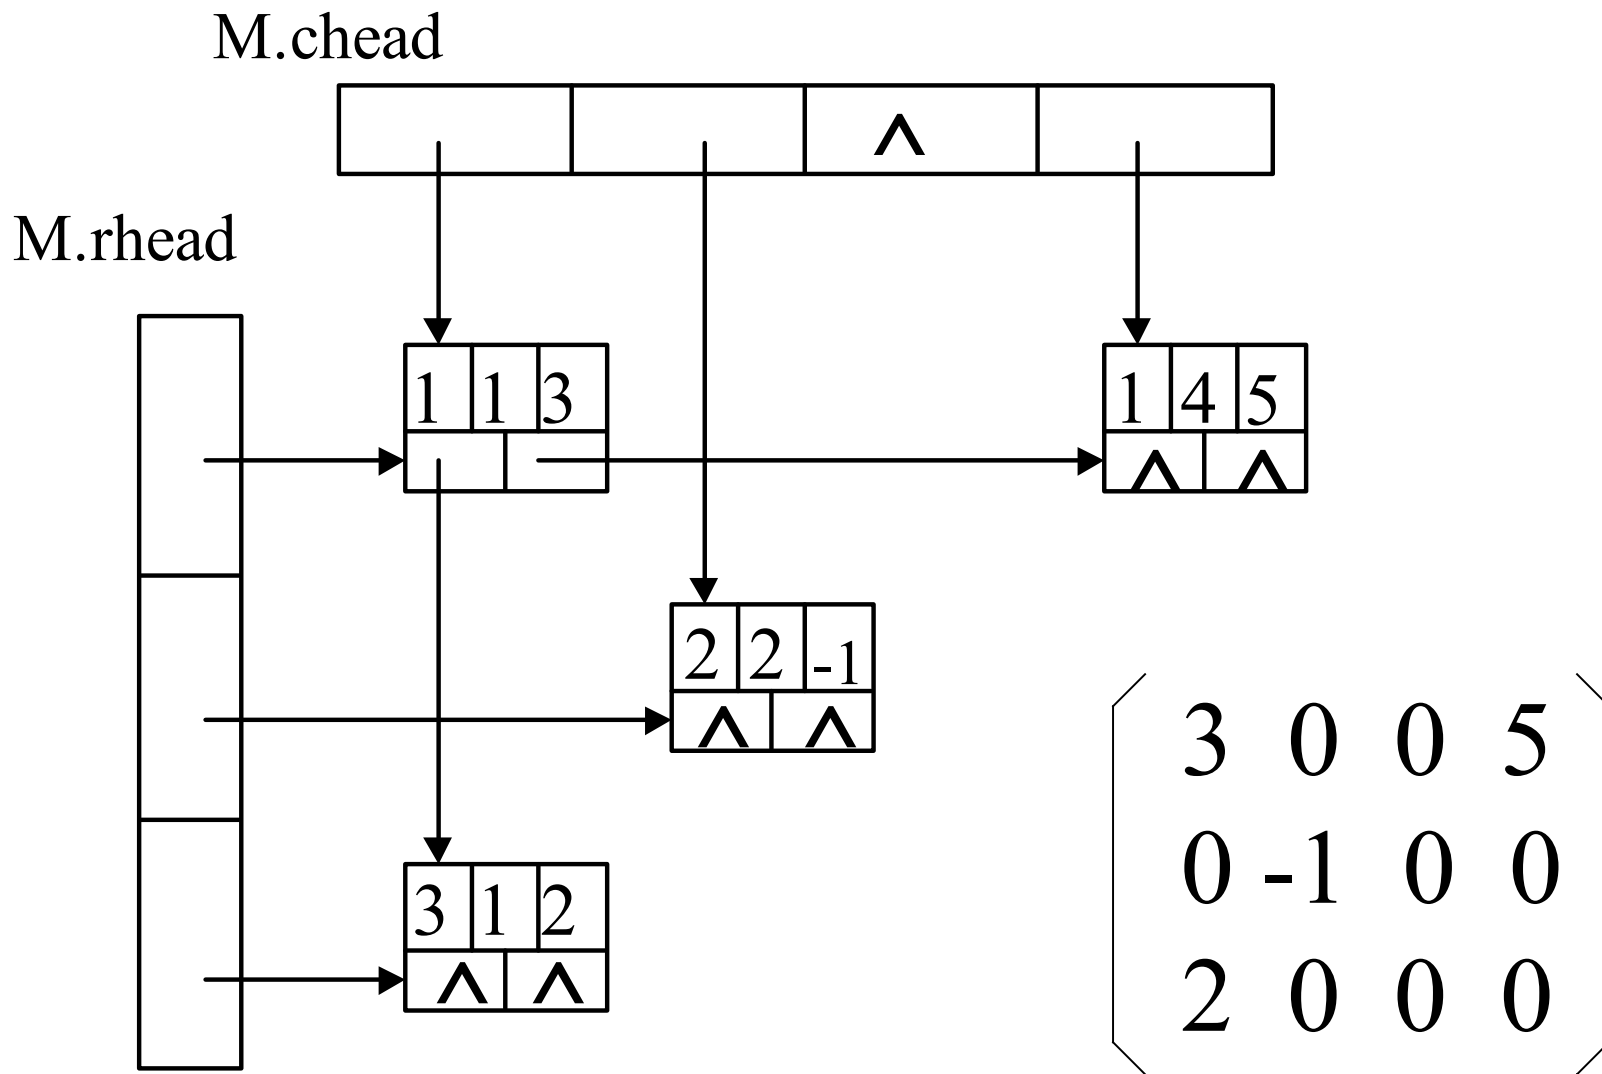 M.chead
∧
M.rhead
1 1 3
1 4 5
∧ ∧
2 2 -1
∧ ∧
3 1 2
∧ ∧
3 0 0 5
0 -1 0 0
2 0 0 0